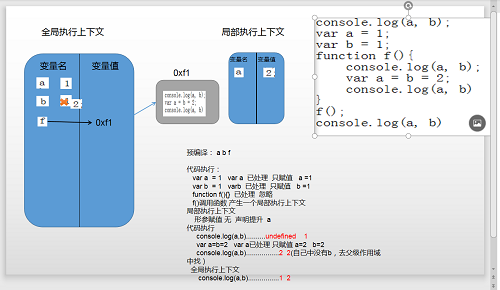 全局执行上下文
局部执行上下文
变量名 变量值
a 1
b 2
f 0xf1
0xf1
console.log(a, b);
var a = b = 2;
console.log(a, b)
变量名 变量值
a 2
console.log(a, b);
var a = 1;
var b = 1;
function f(){
console.log(a, b);
var a = b = 2;
console.log(a, b)
}
f();
console.log(a, b)
预编译: a b f
代码执行:
var a = 1 var a 已处理 只赋值 a =1
var b = 1 varb 已处理 只赋值 b =1
function f(){} 已处理 忽略
f()调用函数 产生一个局部执行上下文
局部执行上下文
形参赋值 无 声明提升 a
代码执行
console.log(a,b)..........undefined 1
var a=b=2 var a已处理 只赋值 a=2 b=2
console.log(a,b).................2 2(自己中没有b，去父级作用域
中找)
全局执行上下文
console.log(a,b)................1 2